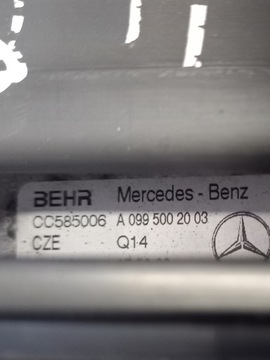 BEHR Mercedes-Benz
CC585006 A 099 500 20 03
CZE Q14